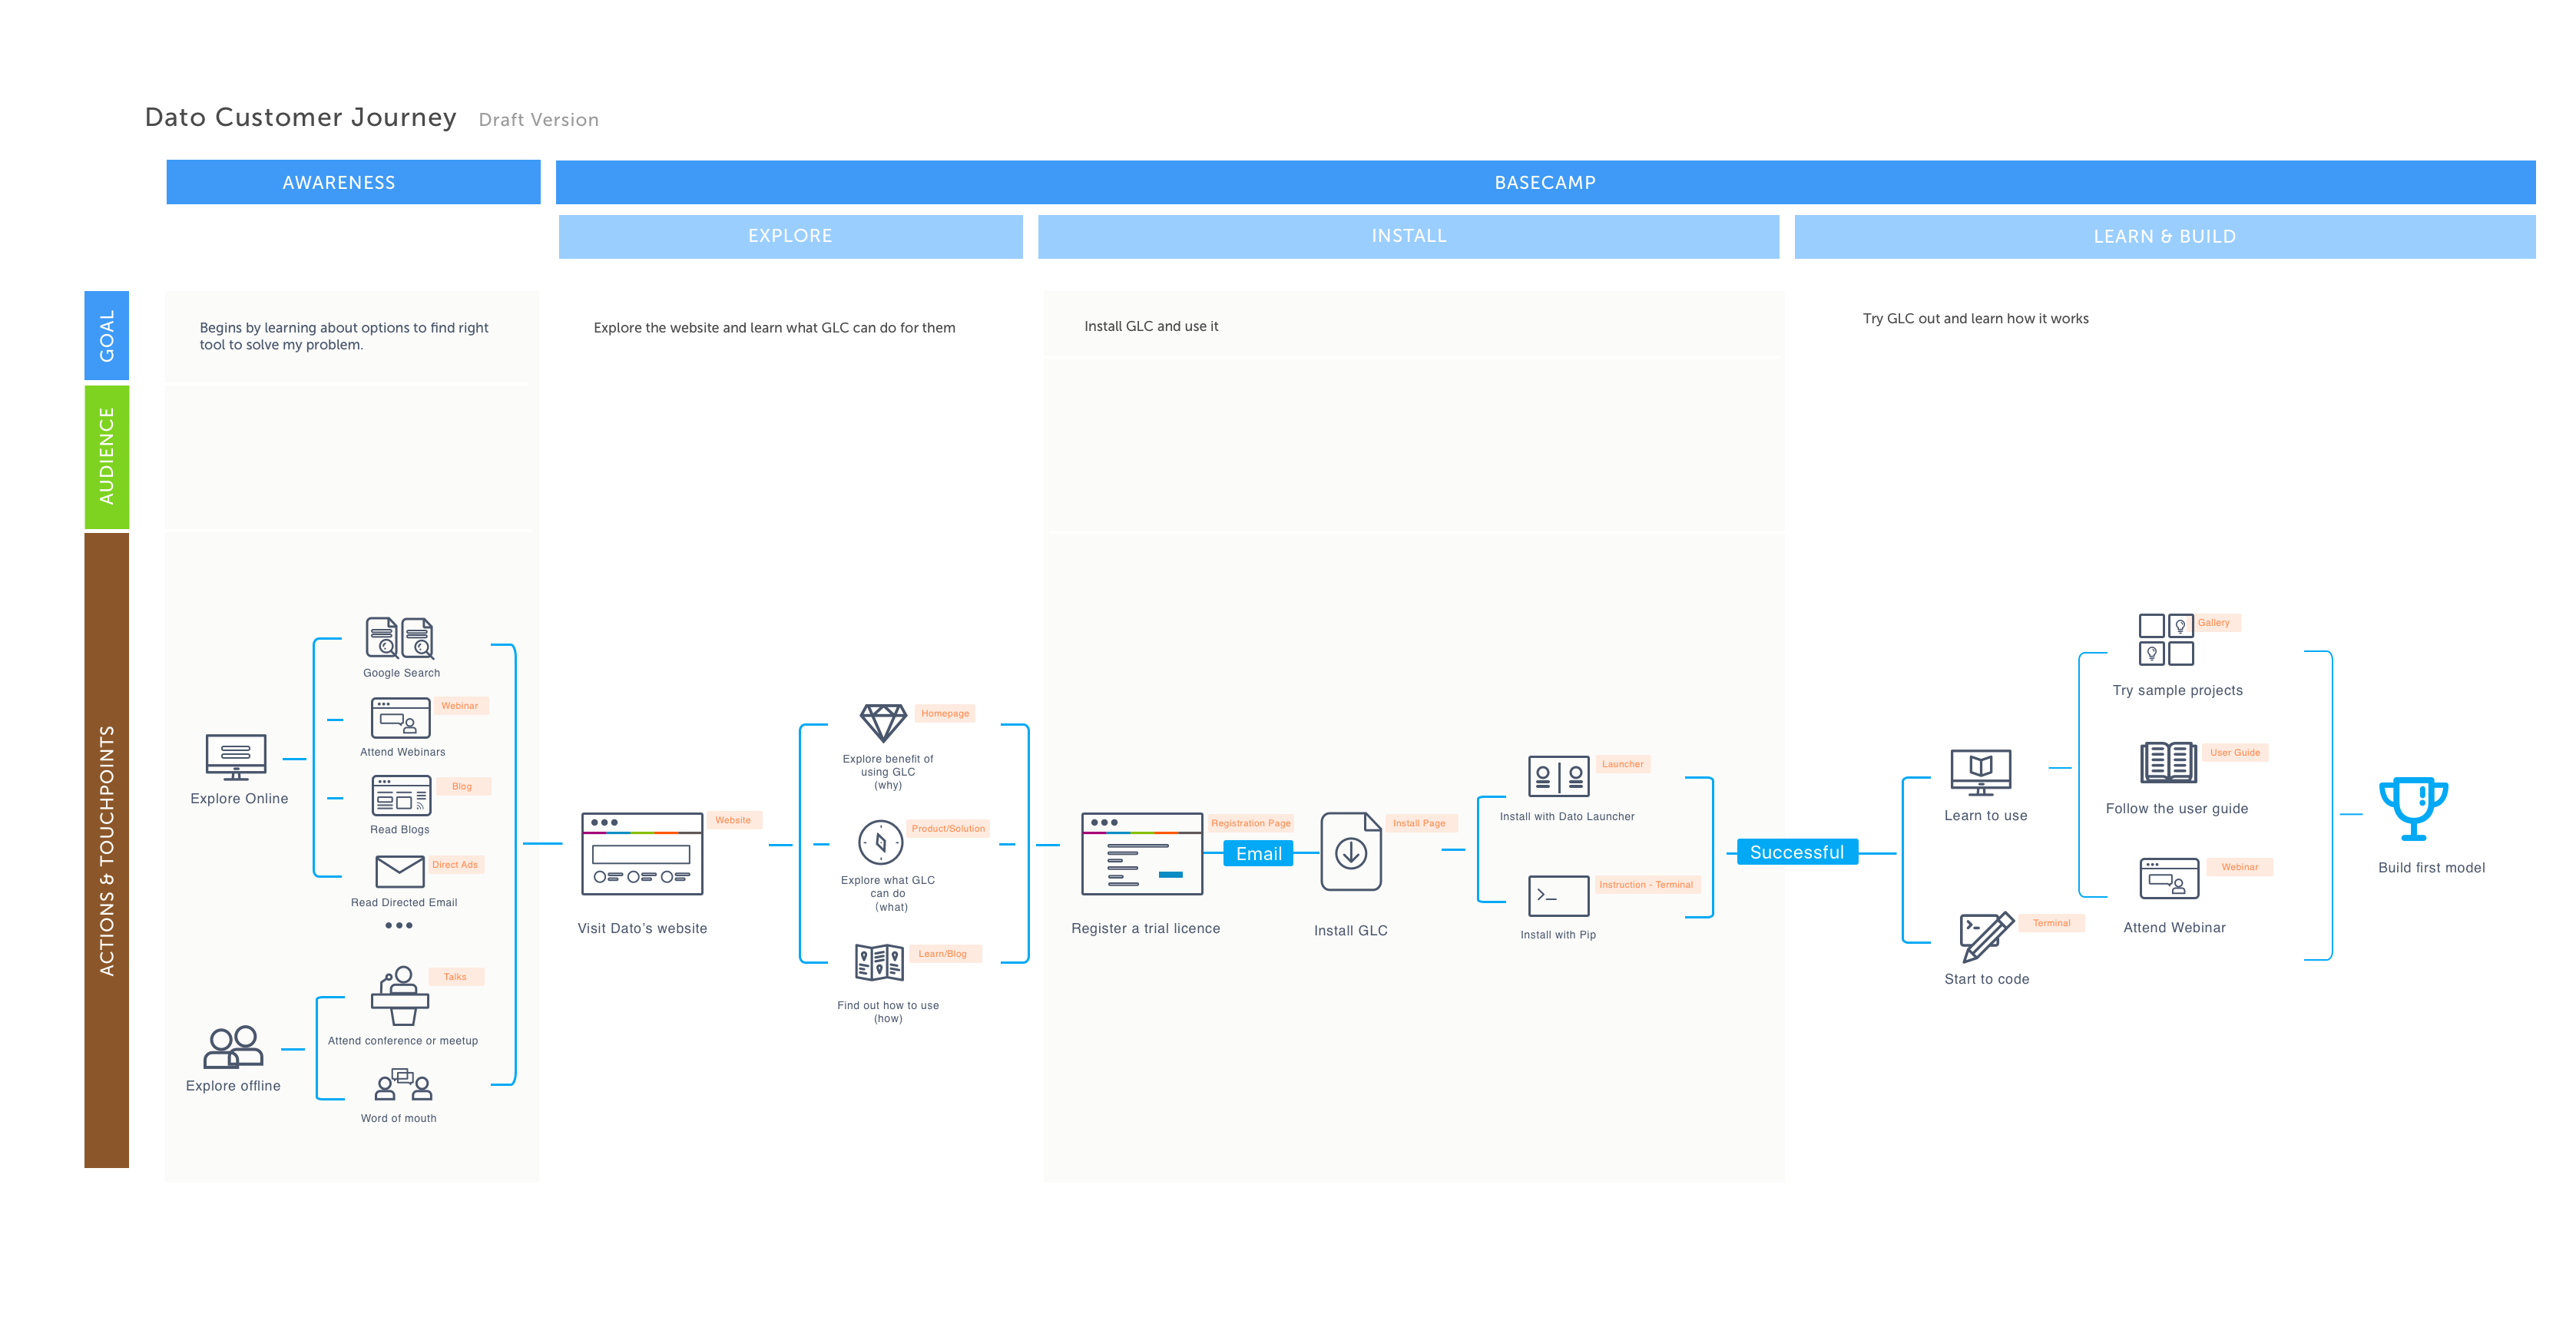 Dato Customer Journey Draft Version
AWARENESS
BASECAMP
EXPLORE
INSTALL
LEARN & BUILD
GOAL
Begins by learning about options to find right
tool to solve my problem.
Explore the website and learn what GLC can do for them
Install GLC and use it
Try GLC out and learn how it works
AUDIENCE
ACTIONS & TOUCHPOINTS
Explore Online
Google Search
Webinar
Attend Webinars
Blog
Read Blogs
Direct Ads
Read Directed Email
Explore offline
Talks
Attend conference or meetup
Word of mouth
Website
Visit Dato's website
Homepage
Explore benefit of
using GLC
(why)
Product/Solution
Explore what GLC
can do
(what)
Learn/Blog
Find out how to use
(how)
Registration Page
Register a trial licence
Email
Install Page
Install GLC
Launcher
Install with Dato Launcher
Instruction - Terminal
>_
Install with Pip
Successful
Learn to use
Terminal
Start to code
Gallery
Try sample projects
User Guide
Follow the user guide
Webinar
Attend Webinar
Build first model